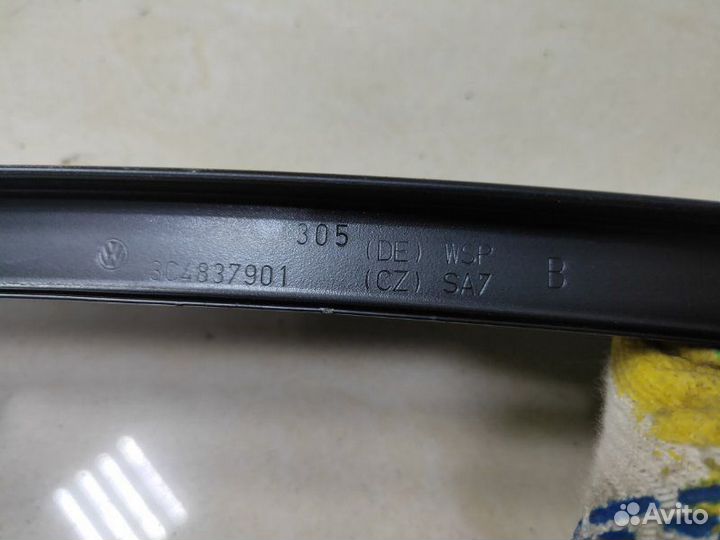 305 (DE) WSP B
3C4837901 (CZ) SA7
Avito